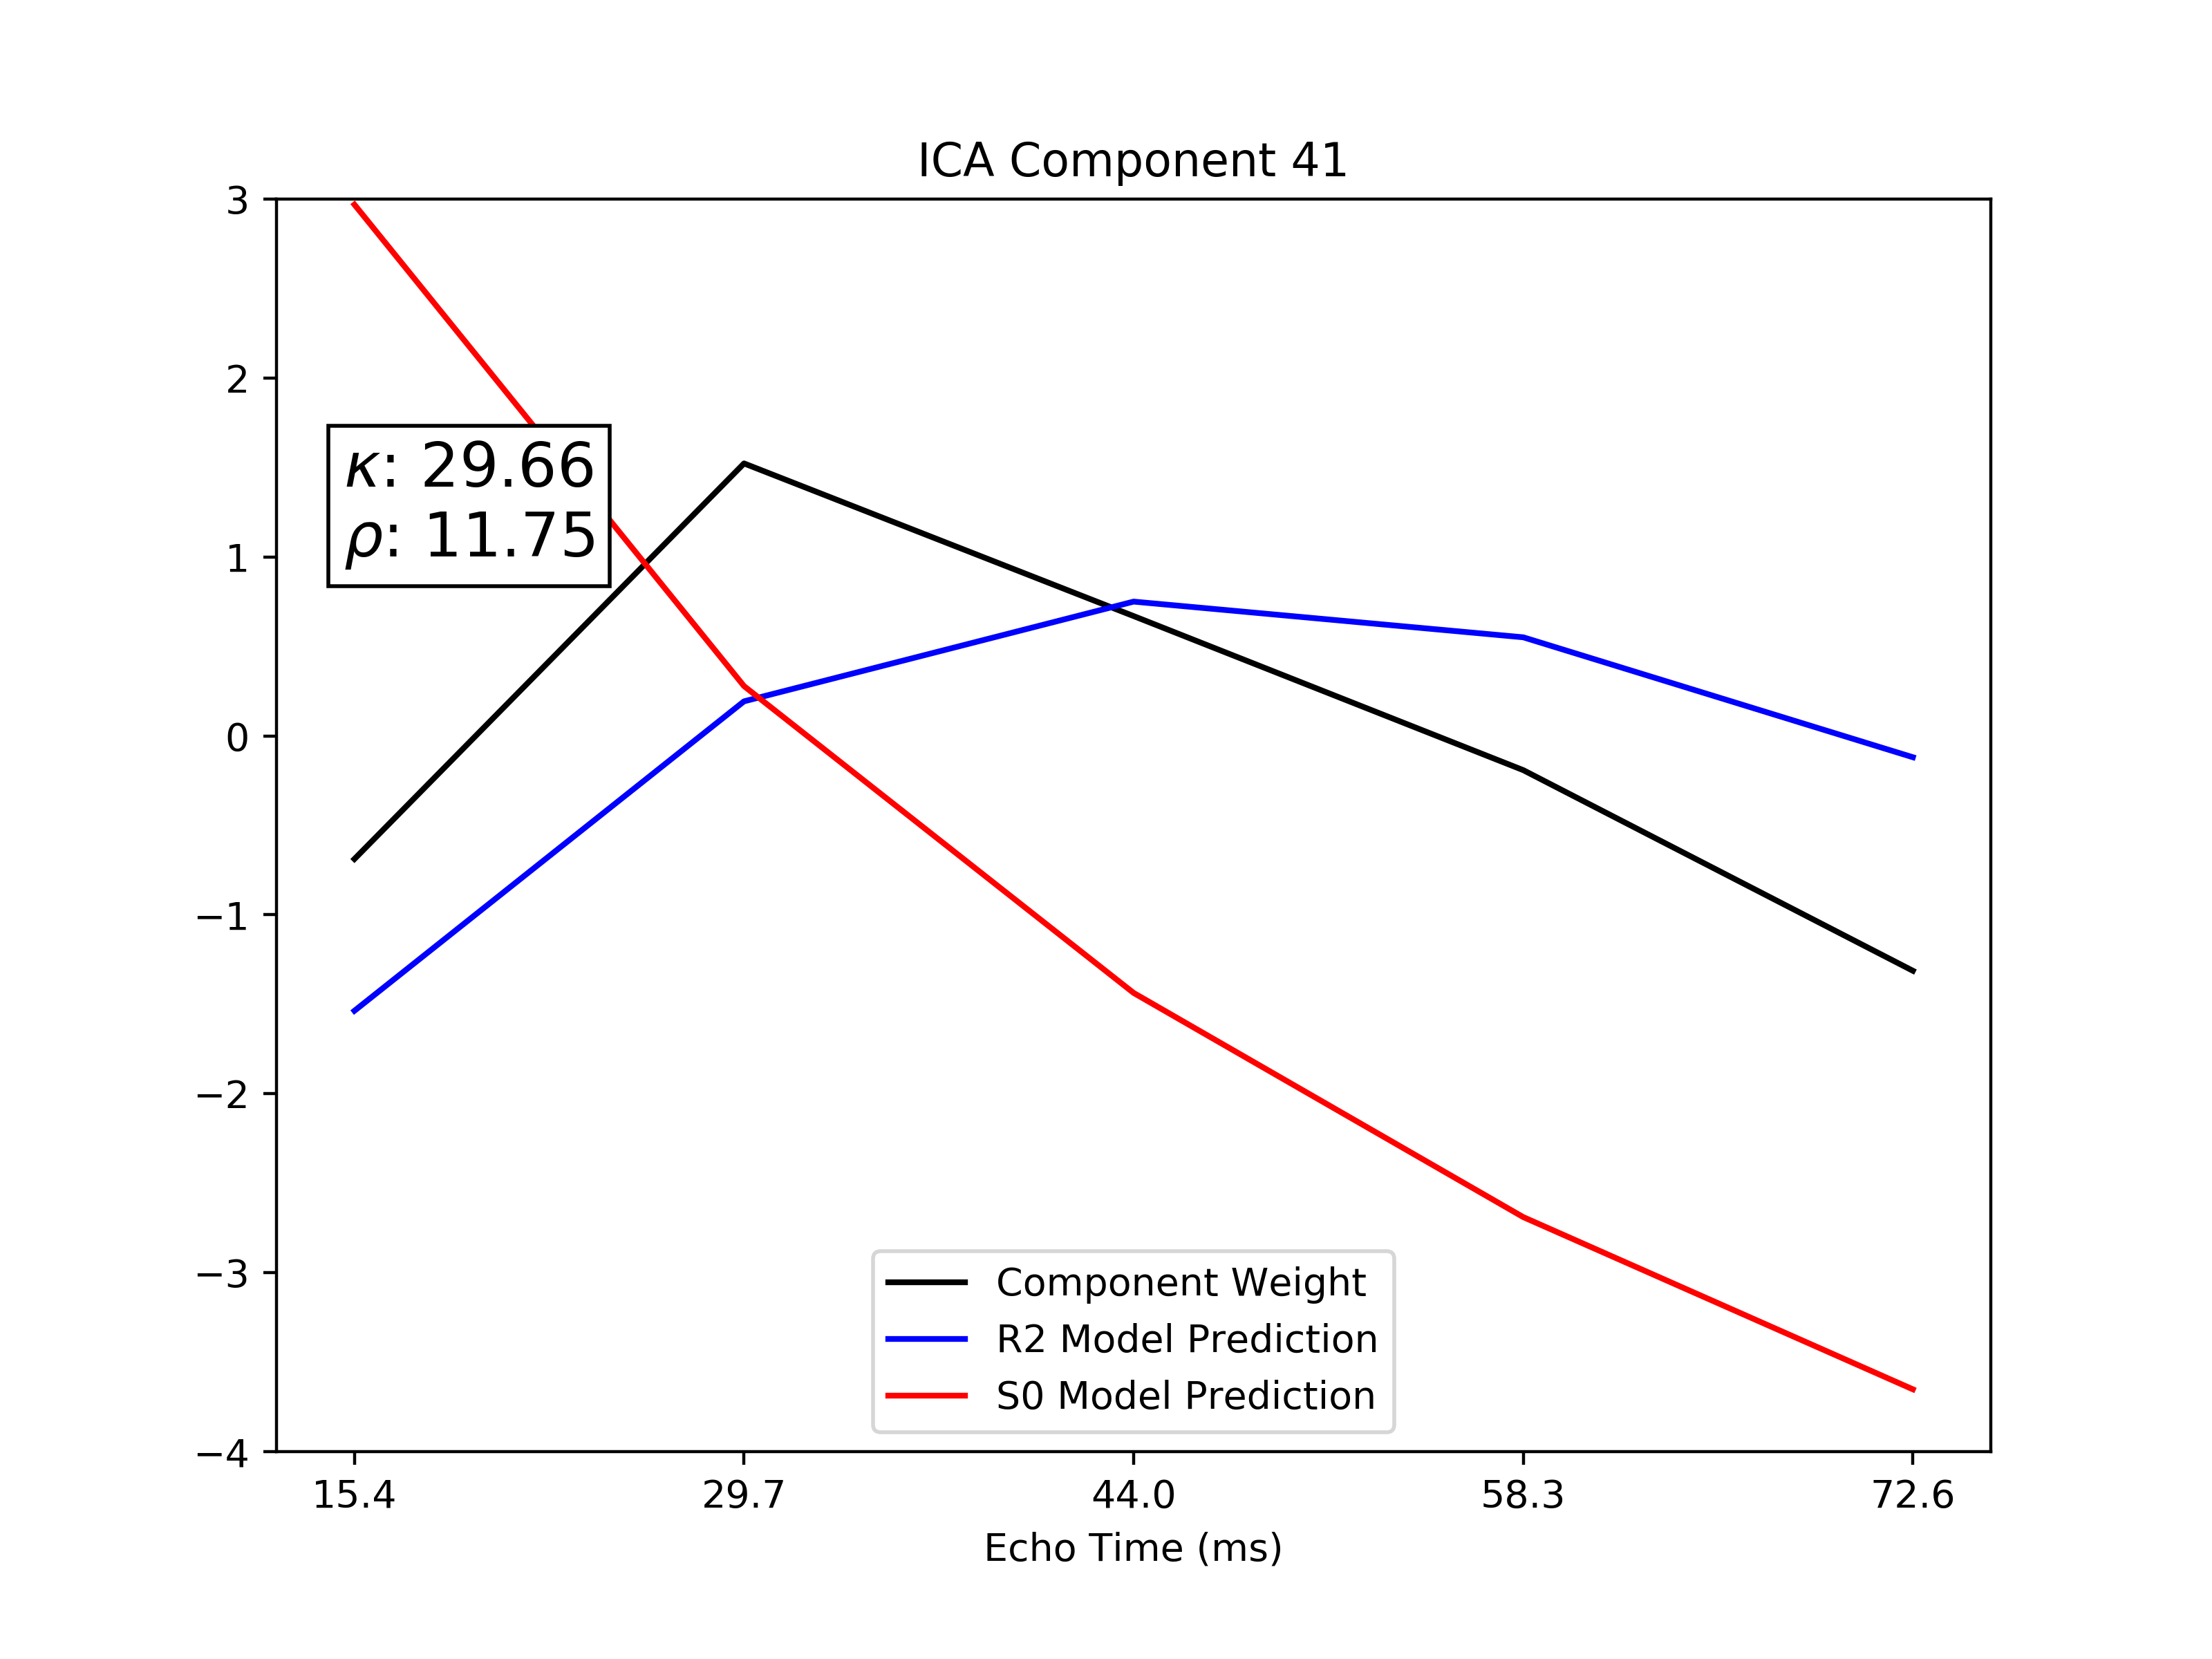 ICA Component 41
3
2
1
0
−1
−2
−3
−4
κ: 29.66
ρ: 11.75
Component Weight
R2 Model Prediction
S0 Model Prediction
15.4 29.7 44.0 58.3 72.6
Echo Time (ms)